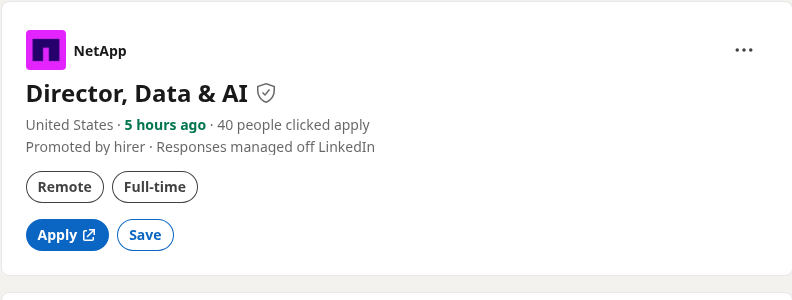 NetApp
Director, Data & AI
United States · 5 hours ago · 40 people clicked apply
Promoted by hirer · Responses managed off LinkedIn
Remote
Full-time
Apply
Save